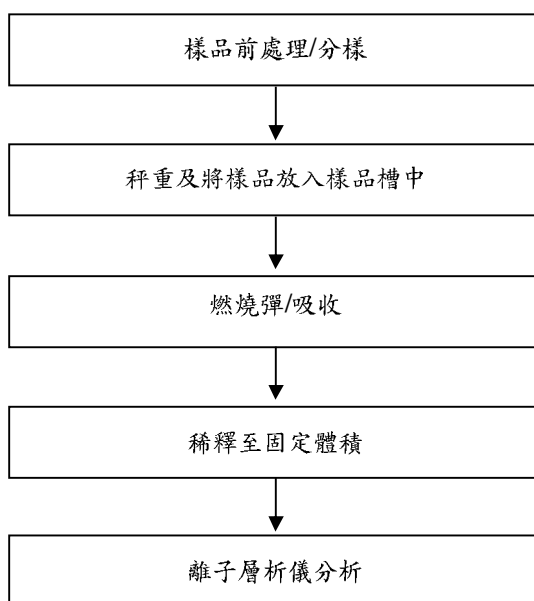 樣品前處理/分樣
秤重及將樣品放入樣品槽中
燃燒彈/吸收
稀釋至固定體積
離子層析儀分析